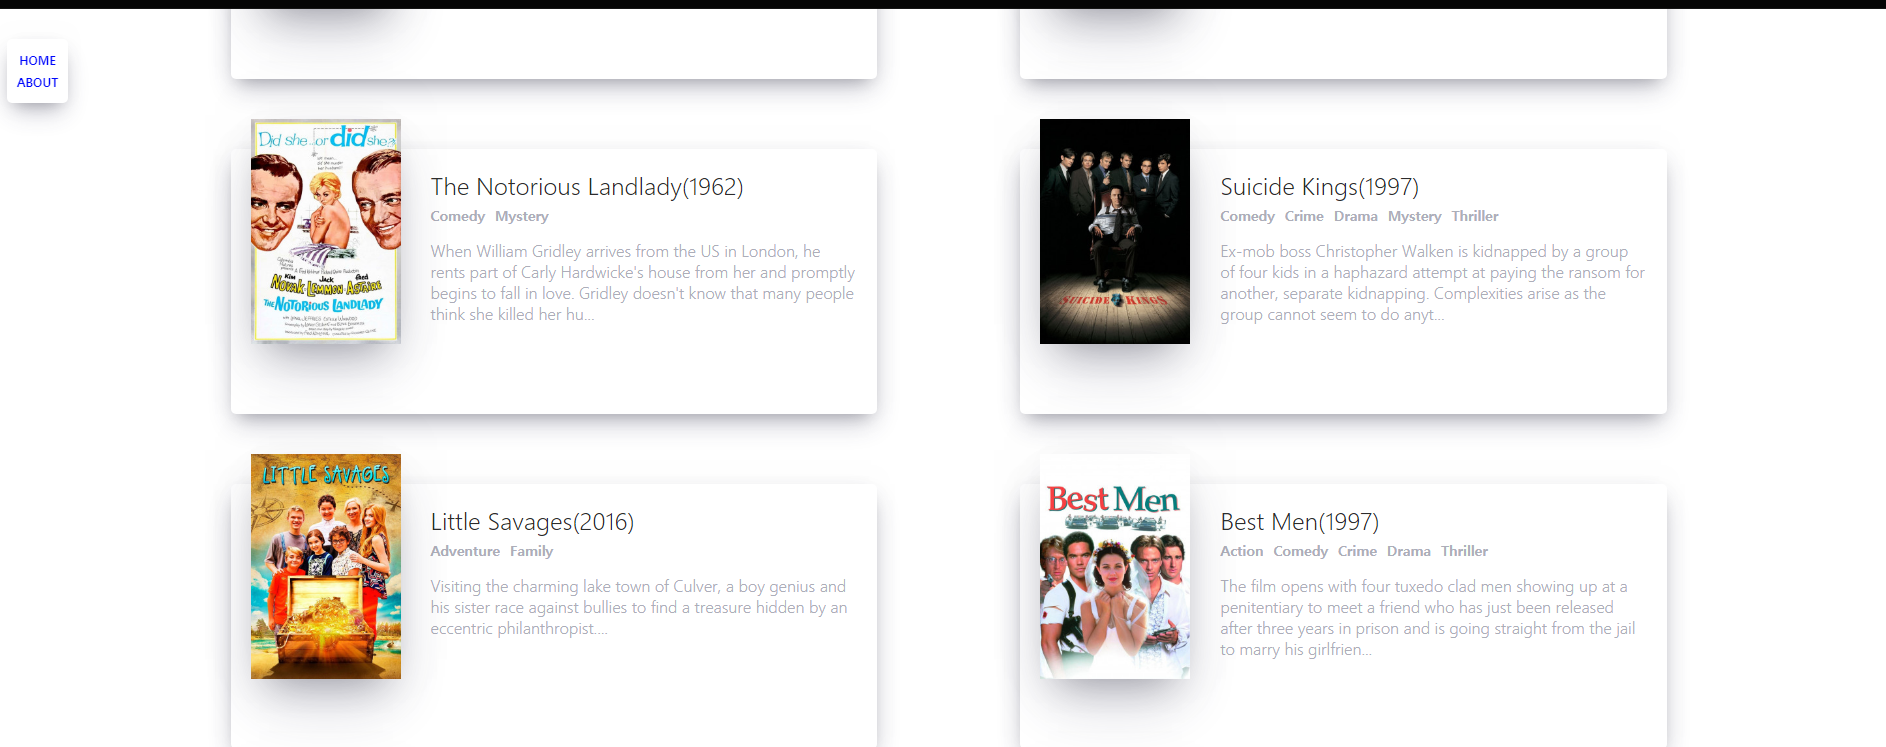 HOME
ABOUT
Did she...or did she?
Kim Jack Fred
NOVAK LEMMON ASTAIRE
THE NOTORIOUS LANDLADY
The Notorious Landlady(1962)
Comedy Mystery
When William Gridley arrives from the US in London, he
rents part of Carly Hardwicke's house from her and promptly
begins to fall in love. Gridley doesn't know that many people
think she killed her hu...
SUICIDE KINGS
Suicide Kings(1997)
Comedy Crime Drama Mystery Thriller
Ex-mob boss Christopher Walken is kidnapped by a group
of four kids in a haphazard attempt at paying the ransom for
another, separate kidnapping. Complexities arise as the
group cannot seem to do anyt...
LITTLE SAVAGES
Little Savages(2016)
Adventure Family
Visiting the charming lake town of Culver, a boy genius and
his sister race against bullies to find a treasure hidden by an
eccentric philanthropist....
Best Men
Best Men(1997)
Action Comedy Crime Drama Thriller
The film opens with four tuxedo clad men showing up at a
penitentiary to meet a friend who has just been released
after three years in prison and is going straight from the jail
to marry his girlfrien...